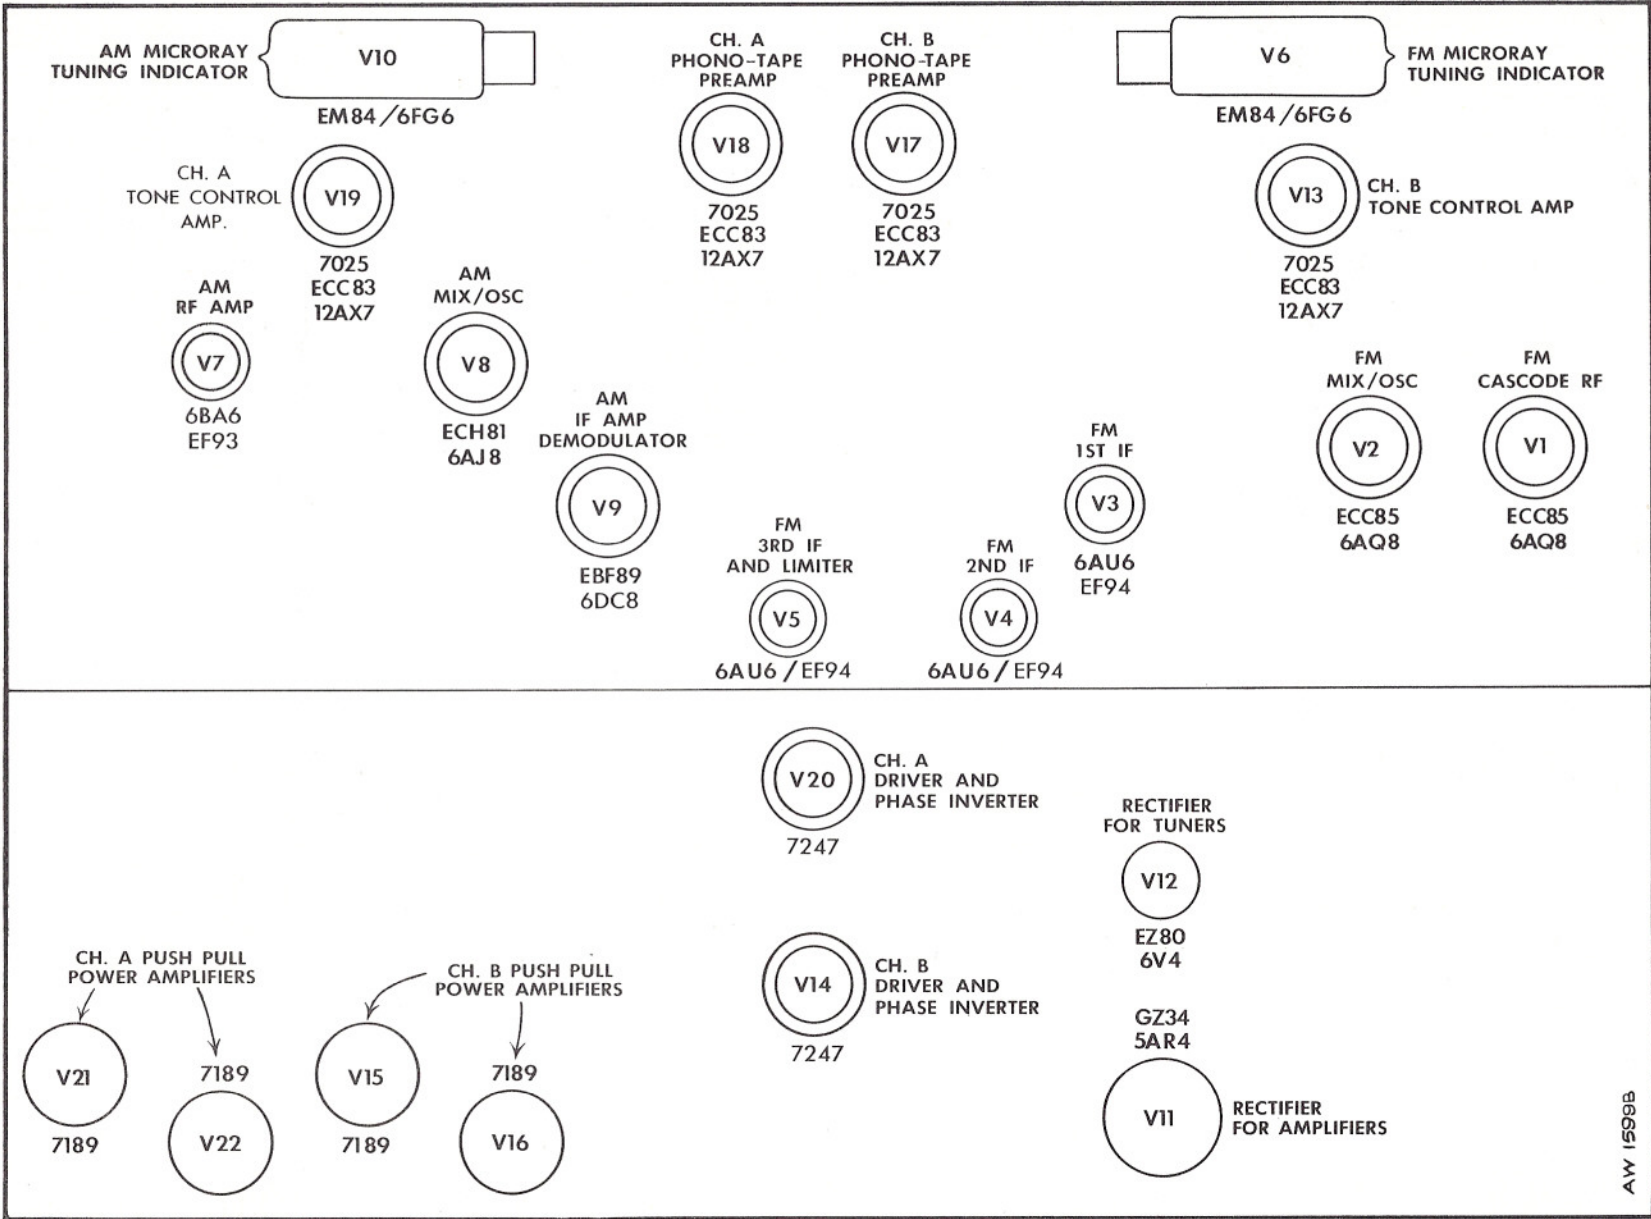 AM MICRORAY
TUNING INDICATOR
V10
EM84/6FG6
CH. A
PHONO-TAPE
PREAMP
V18
7025
ECC83
12AX7
CH. B
PHONO-TAPE
PREAMP
V17
7025
ECC83
12AX7
V6
FM MICRORAY
TUNING INDICATOR
EM84/6FG6
CH. A
TONE CONTROL
AMP.
V19
7025
ECC83
12AX7
V13
CH. B
TONE CONTROL AMP
7025
ECC83
12AX7
AM
RF AMP
V7
6BA6
EF93
AM
MIX/OSC
V8
ECH81
6AJ8
AM
IF AMP
DEMODULATOR
V9
EBF89
6DC8
FM
3RD IF
AND LIMITER
V5
6AU6/EF94
FM
2ND IF
V4
6AU6/EF94
FM
1ST IF
V3
6AU6
EF94
FM
MIX/OSC
V2
ECC85
6AQ8
FM
CASCODE RF
V1
ECC85
6AQ8
V20
CH. A
DRIVER AND
PHASE INVERTER
7247
RECTIFIER
FOR TUNERS
V12
EZ80
6V4
V14
CH. B
DRIVER AND
PHASE INVERTER
7247
GZ34
5AR4
V11
RECTIFIER
FOR AMPLIFIERS
CH. A PUSH PULL
POWER AMPLIFIERS
V21
7189
7189
V22
CH. B PUSH PULL
POWER AMPLIFIERS
V15
7189
7189
V16
AW 1599B